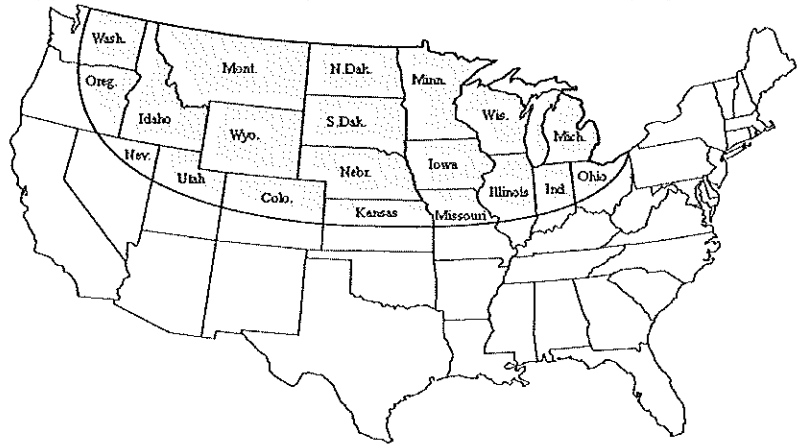 Wash.
Mont.
N.Dak.
Minn.
Oreg.
Idaho
Wyo.
S.Dak.
Wis.
Mich.
Nev.
Utah
Colo.
Nebr.
Iowa
Illinois
Ind.
Ohio
Kansas
Missouri